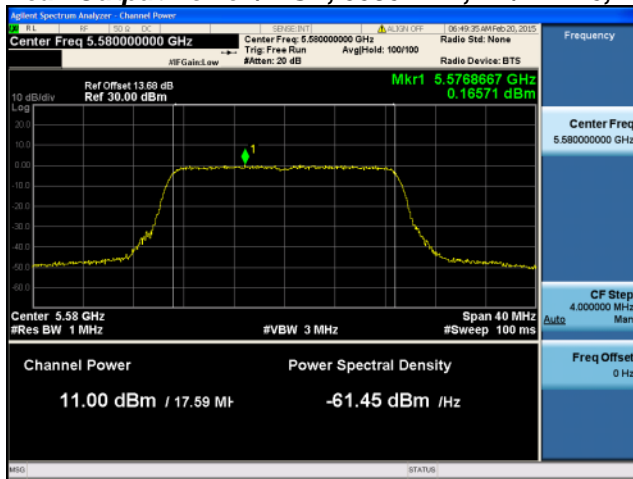 Agilent Spectrum Analyzer - Channel Power
RL RF 50 Ω DC SENSE:INT ALIGN OFF 06:49:35 AM Feb 20, 2015
Center Freq 5.580000000 GHz Center Freq: 5.580000000 GHz Radio Std: None
Trig: Free Run Avg|Hold: 100/100
#IFGain:Low #Atten: 20 dB Radio Device: BTS
Frequency
Ref Offset 13.68 dB Mkr1 5.5768667 GHz
10 dB/div Ref 30.00 dBm 0.16571 dBm
Log
20.0
10.0
1
0.00
-10.0
-20.0
-30.0
-40.0
-50.0
-60.0
Center 5.58 GHz Span 40 MHz
#Res BW 1 MHz #VBW 3 MHz #Sweep 100 ms
Channel Power Power Spectral Density
11.00 dBm / 17.59 MH -61.45 dBm /Hz
Center Freq
5.580000000 GHz
CF Step
4.000000 MHz
Auto Man
Freq Offset
0 Hz
MSG STATUS